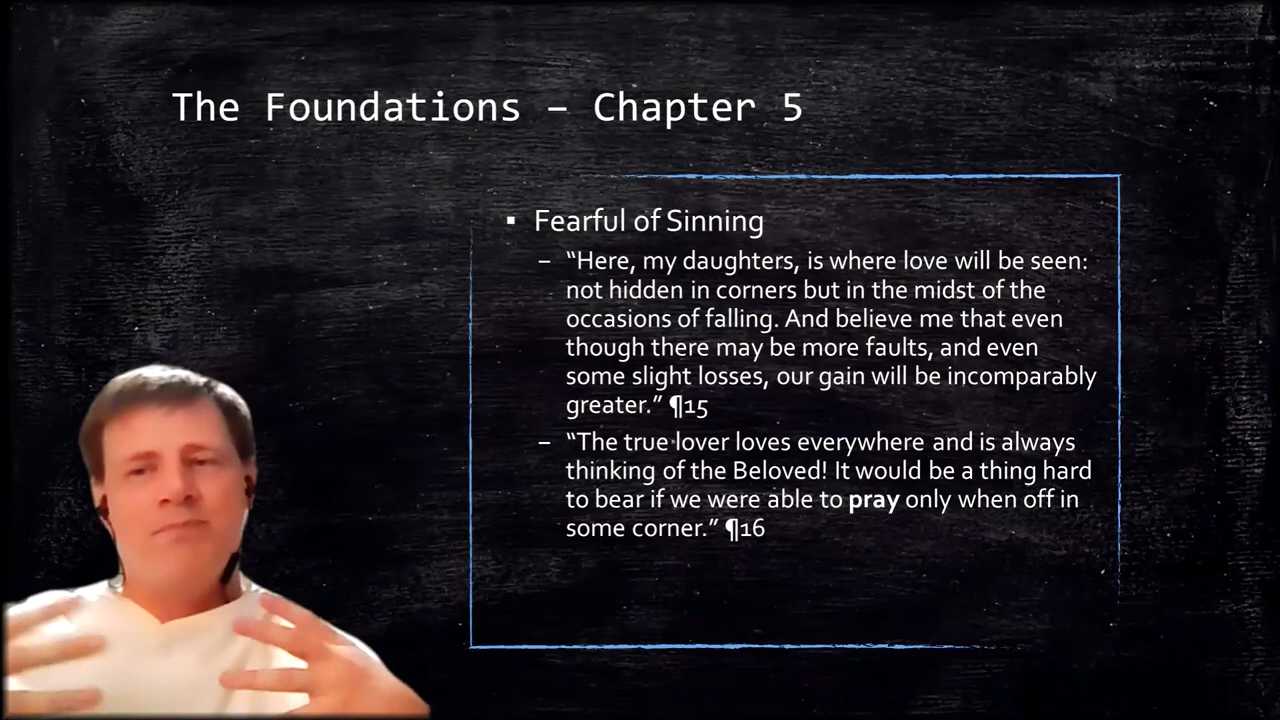 The Foundations – Chapter 5
▪ Fearful of Sinning
– “Here, my daughters, is where love will be seen:
not hidden in corners but in the midst of the
occasions of falling. And believe me that even
though there may be more faults, and even
some slight losses, our gain will be incomparably
greater.” ¶15
– “The true lover loves everywhere and is always
thinking of the Beloved! It would be a thing hard
to bear if we were able to pray only when off in
some corner.” ¶16